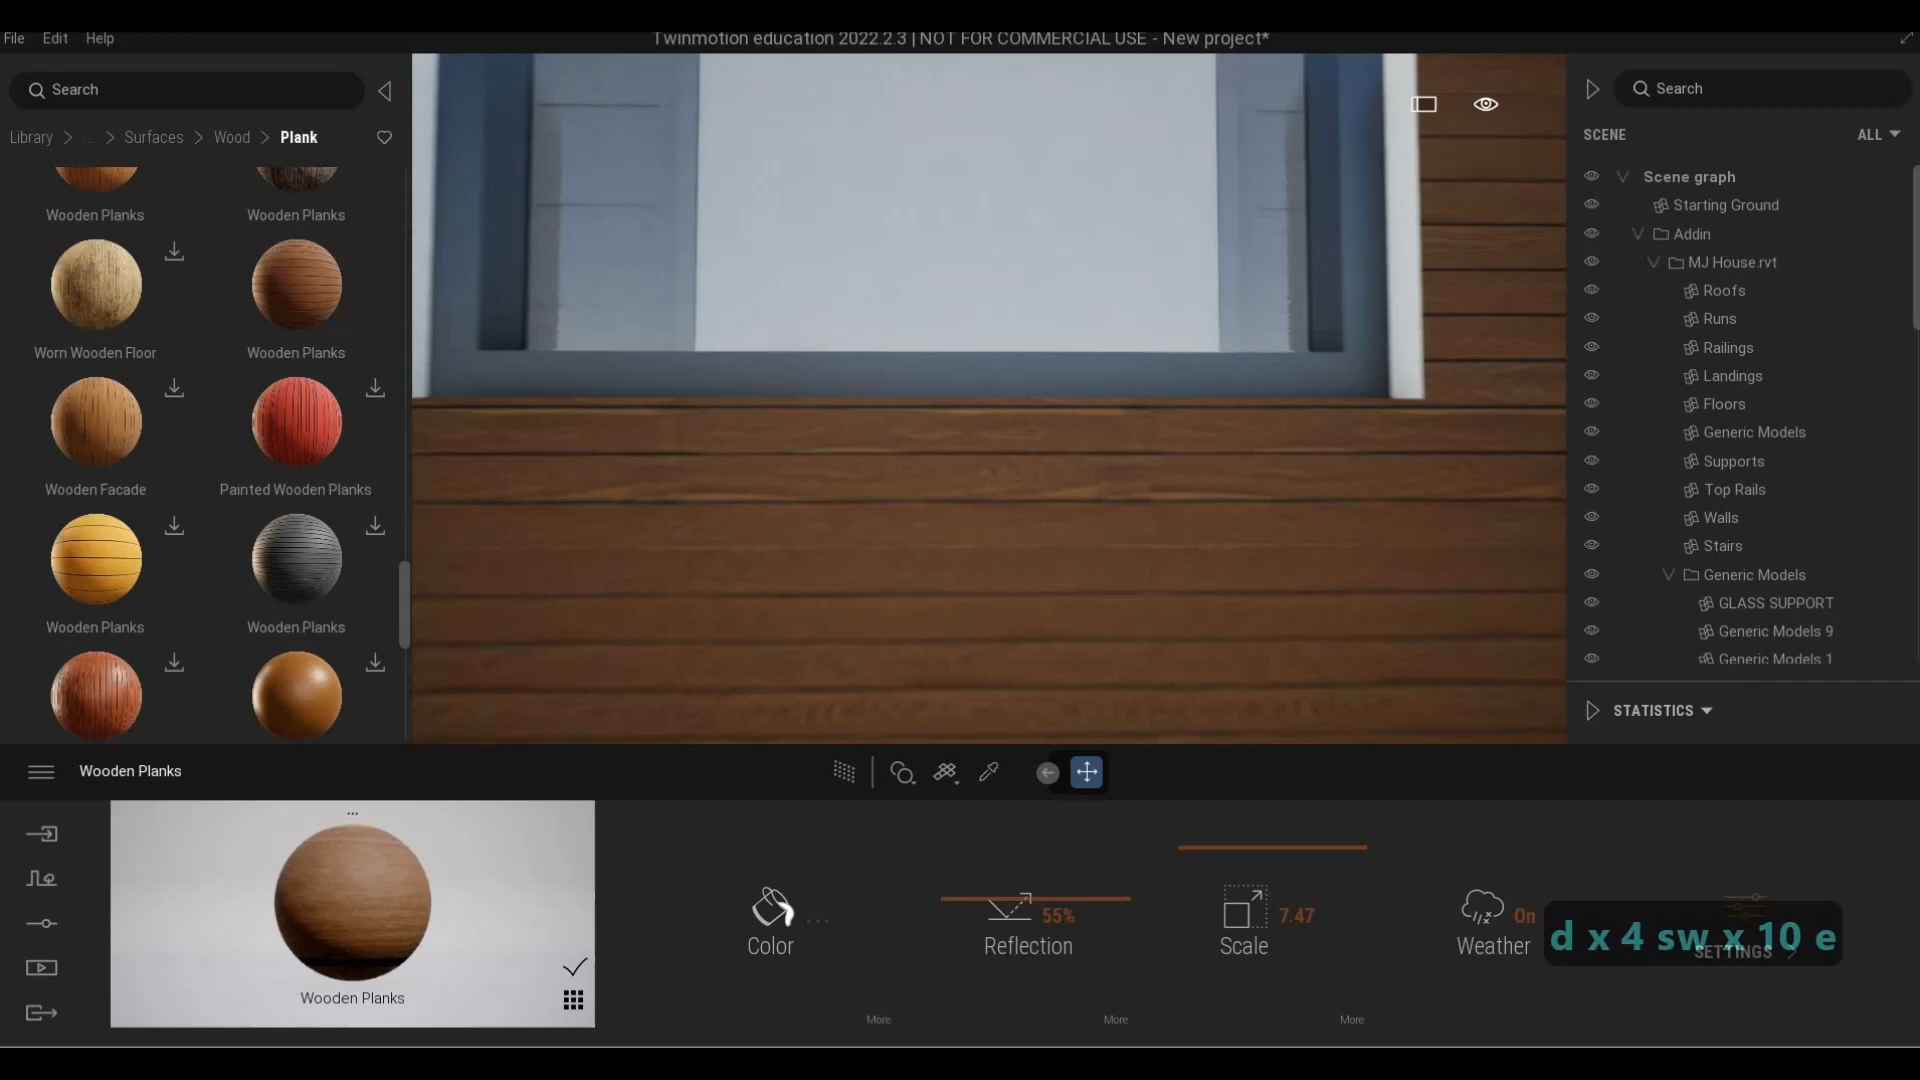 File Edit Help
Twinmotion education 2022.2.3 | NOT FOR COMMERCIAL USE - New project*
Search
Library > ... > Surfaces > Wood > Plank
Wooden Planks
Wooden Planks
Worn Wooden Floor
Wooden Planks
Wooden Facade
Painted Wooden Planks
Wooden Planks
Wooden Planks
Search
SCENE
ALL
Scene graph
Starting Ground
Addin
MJ House.rvt
Roofs
Runs
Railings
Landings
Floors
Generic Models
Supports
Top Rails
Walls
Stairs
Generic Models
GLASS SUPPORT
Generic Models 9
Generic Models 1
STATISTICS
Wooden Planks
...
Wooden Planks
Color
...
More
Reflection
55%
More
Scale
7.47
More
Weather
On
SETTINGS
d x 4 sw x 10 e